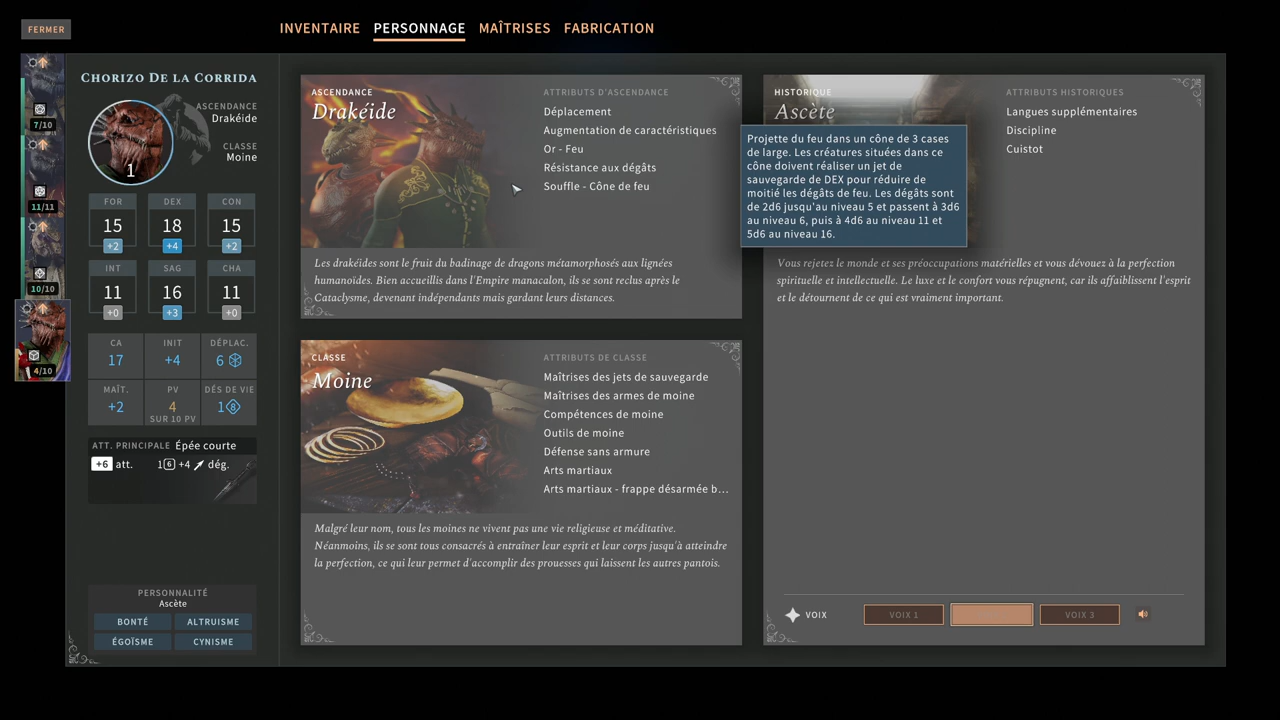 FERMER
INVENTAIRE PERSONNAGE MAÎTRISES FABRICATION
7/10
11/11
10/10
4/10
CHORIZO DE LA CORRIDA
ASCENDANCE
Drakéide
CLASSE
Moine
1
FOR DEX CON
15 18 15
+2 +4 +2
INT SAG CHA
11 16 11
+0 +3 +0
CA INIT DÉPLAC.
17 +4 6
MAÎT. PV DÉS DE VIE
+2 4 1 8
SUR 10 PV
ATT. PRINCIPALE Épée courte
+6 att. 1 6 +4 dég.
PERSONNALITÉ
Ascète
BONTÉ ALTRUISME
ÉGOÏSME CYNISME
ASCENDANCE
Drakéide
ATTRIBUTS D'ASCENDANCE
Déplacement
Augmentation de caractéristiques
Or - Feu
Résistance aux dégâts
Souffle - Cône de feu
Les drakéides sont le fruit du badinage de dragons métamorphosés aux lignées
humanoïdes. Bien accueillis dans l'Empire manacalon, ils se sont reclus après le
Cataclysme, devenant indépendants mais gardant leurs distances.
CLASSE
Moine
ATTRIBUTS DE CLASSE
Maîtrises des jets de sauvegarde
Maîtrises des armes de moine
Compétences de moine
Outils de moine
Défense sans armure
Arts martiaux
Arts martiaux - frappe désarmée b...
Malgré leur nom, tous les moines ne vivent pas une vie religieuse et méditative.
Néanmoins, ils se sont tous consacrés à entraîner leur esprit et leur corps jusqu'à atteindre
la perfection, ce qui leur permet d'accomplir des prouesses qui laissent les autres pantois.
HISTORIQUE
Ascète
ATTRIBUTS HISTORIQUES
Langues supplémentaires
Discipline
Cuistot
Projette du feu dans un cône de 3 cases
de large. Les créatures situées dans ce
cône doivent réaliser un jet de
sauvegarde de DEX pour réduire de
moitié les dégâts de feu. Les dégâts sont
de 2d6 jusqu'au niveau 5 et passent à 3d6
au niveau 6, puis à 4d6 au niveau 11 et
5d6 au niveau 16.
Vous rejetez le monde et ses préoccupations matérielles et vous dévouez à la perfection
spirituelle et intellectuelle. Le luxe et le confort vous répugnent, car ils affaiblissent l'esprit
et le détournent de ce qui est vraiment important.
VOIX VOIX 1 VOIX 3